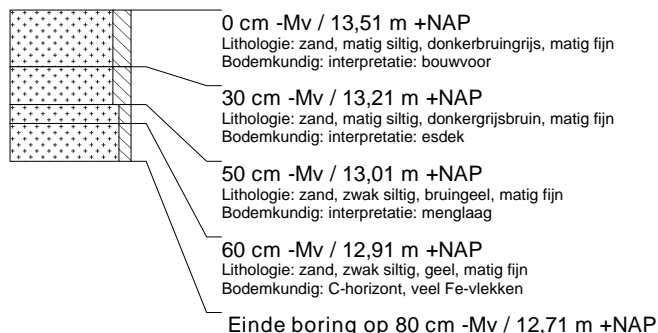 0 cm -Mv / 13,51 m +NAP
Lithologie: zand, matig siltig, donkerbruingrijs, matig fijn
Bodemkundig: interpretatie: bouwvoor
30 cm -Mv / 13,21 m +NAP
Lithologie: zand, matig siltig, donkergrijsbruin, matig fijn
Bodemkundig: interpretatie: esdek
50 cm -Mv / 13,01 m +NAP
Lithologie: zand, zwak siltig, bruingeel, matig fijn
Bodemkundig: interpretatie: menglaag
60 cm -Mv / 12,91 m +NAP
Lithologie: zand, zwak siltig, geel, matig fijn
Bodemkundig: C-horizont, veel Fe-vlekken
Einde boring op 80 cm -Mv / 12,71 m +NAP